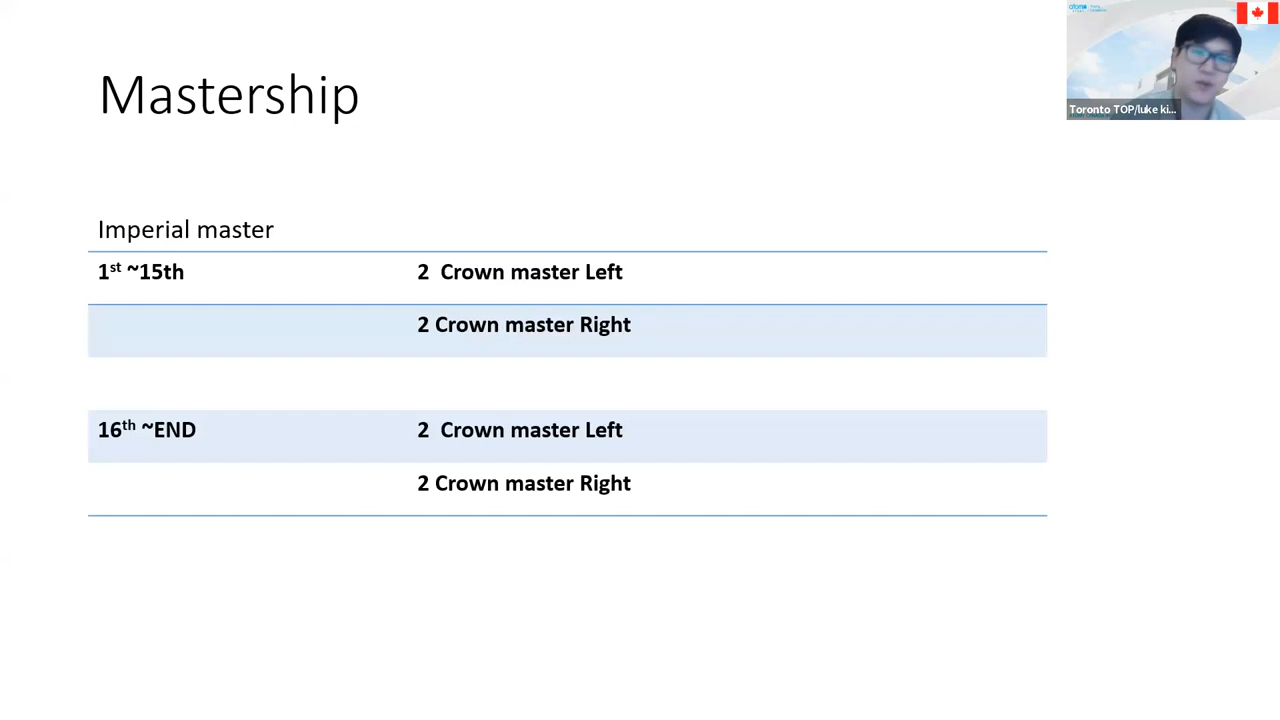 Mastership
Imperial master
1st ~15th 2 Crown master Left
2 Crown master Right
16th ~END 2 Crown master Left
2 Crown master Right
atom
Toronto TOP/luke ki...